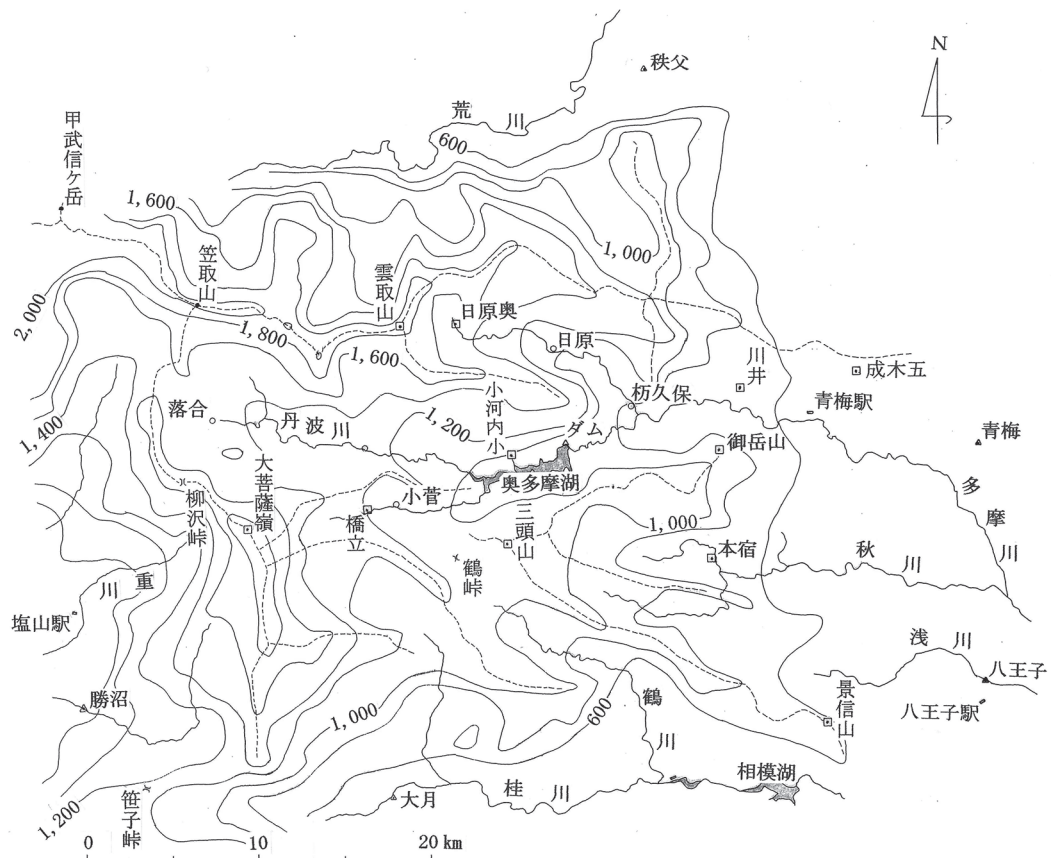 N
秩父
荒川
甲武信ヶ岳
600
1,600
笠取山
雲取山
1,000
2,000
日原奥
1,800
日原
川井
1,600
成木五
小河内小
杤久保
青梅駅
落合
丹波川
1,200
ダム
1,400
御岳山
青梅
大菩薩嶺
奥多摩湖
柳沢峠
小菅
多摩川
橋立
三頭山
1,000
本宿
秋川
鶴峠
重川
塩山駅
浅川
八王子
勝沼
景信山
八王子駅
鶴川
1,000
600
相模湖
大月
桂川
笹子峠
1,200
0 10 20 km